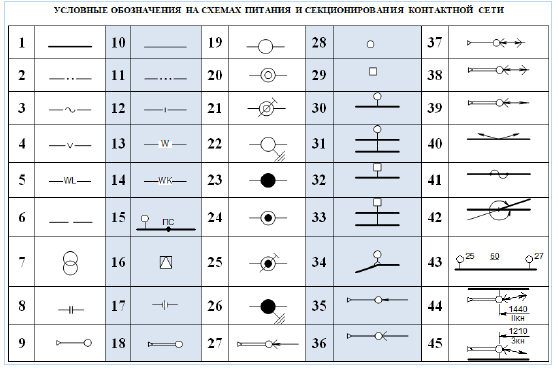 УСЛОВНЫЕ ОБОЗНАЧЕНИЯ НА СХЕМАХ ПИТАНИЯ И СЕКЦИОНИРОВАНИЯ КОНТАКТНОЙ СЕТИ
1 10 19 28 37
2 11 20 29 38
3 12 21 30 39
4 V 13 W 22 31 40
5 WL 14 WK 23 32 41
6 15 ПС 24 33 42
7 16 25 34 43 25 60 27
8 17 26 35 44 1440
IIкн
9 18 27 36 45 1210
3кн